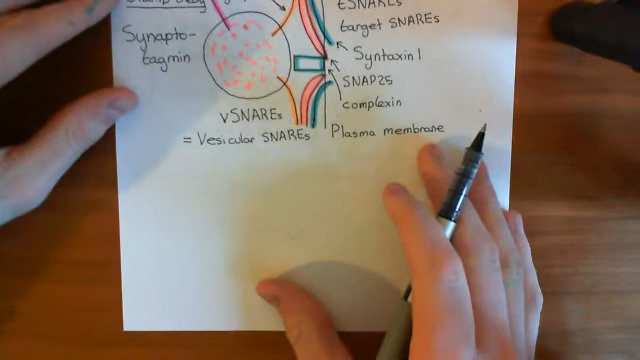 tSNAREs
target SNAREs
Synapto-
tagmin
Syntaxin 1
SNAP25
complexin
vSNAREs
= Vesicular SNAREs
Plasma membrane